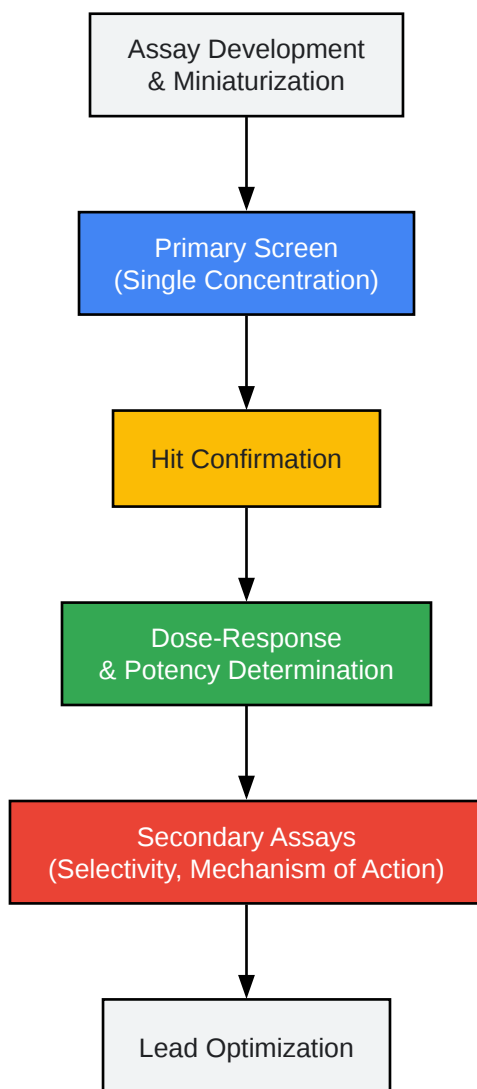 Assay Development
& Miniaturization
Primary Screen
(Single Concentration)
Hit Confirmation
Dose-Response
& Potency Determination
Secondary Assays
(Selectivity, Mechanism of Action)
Lead Optimization